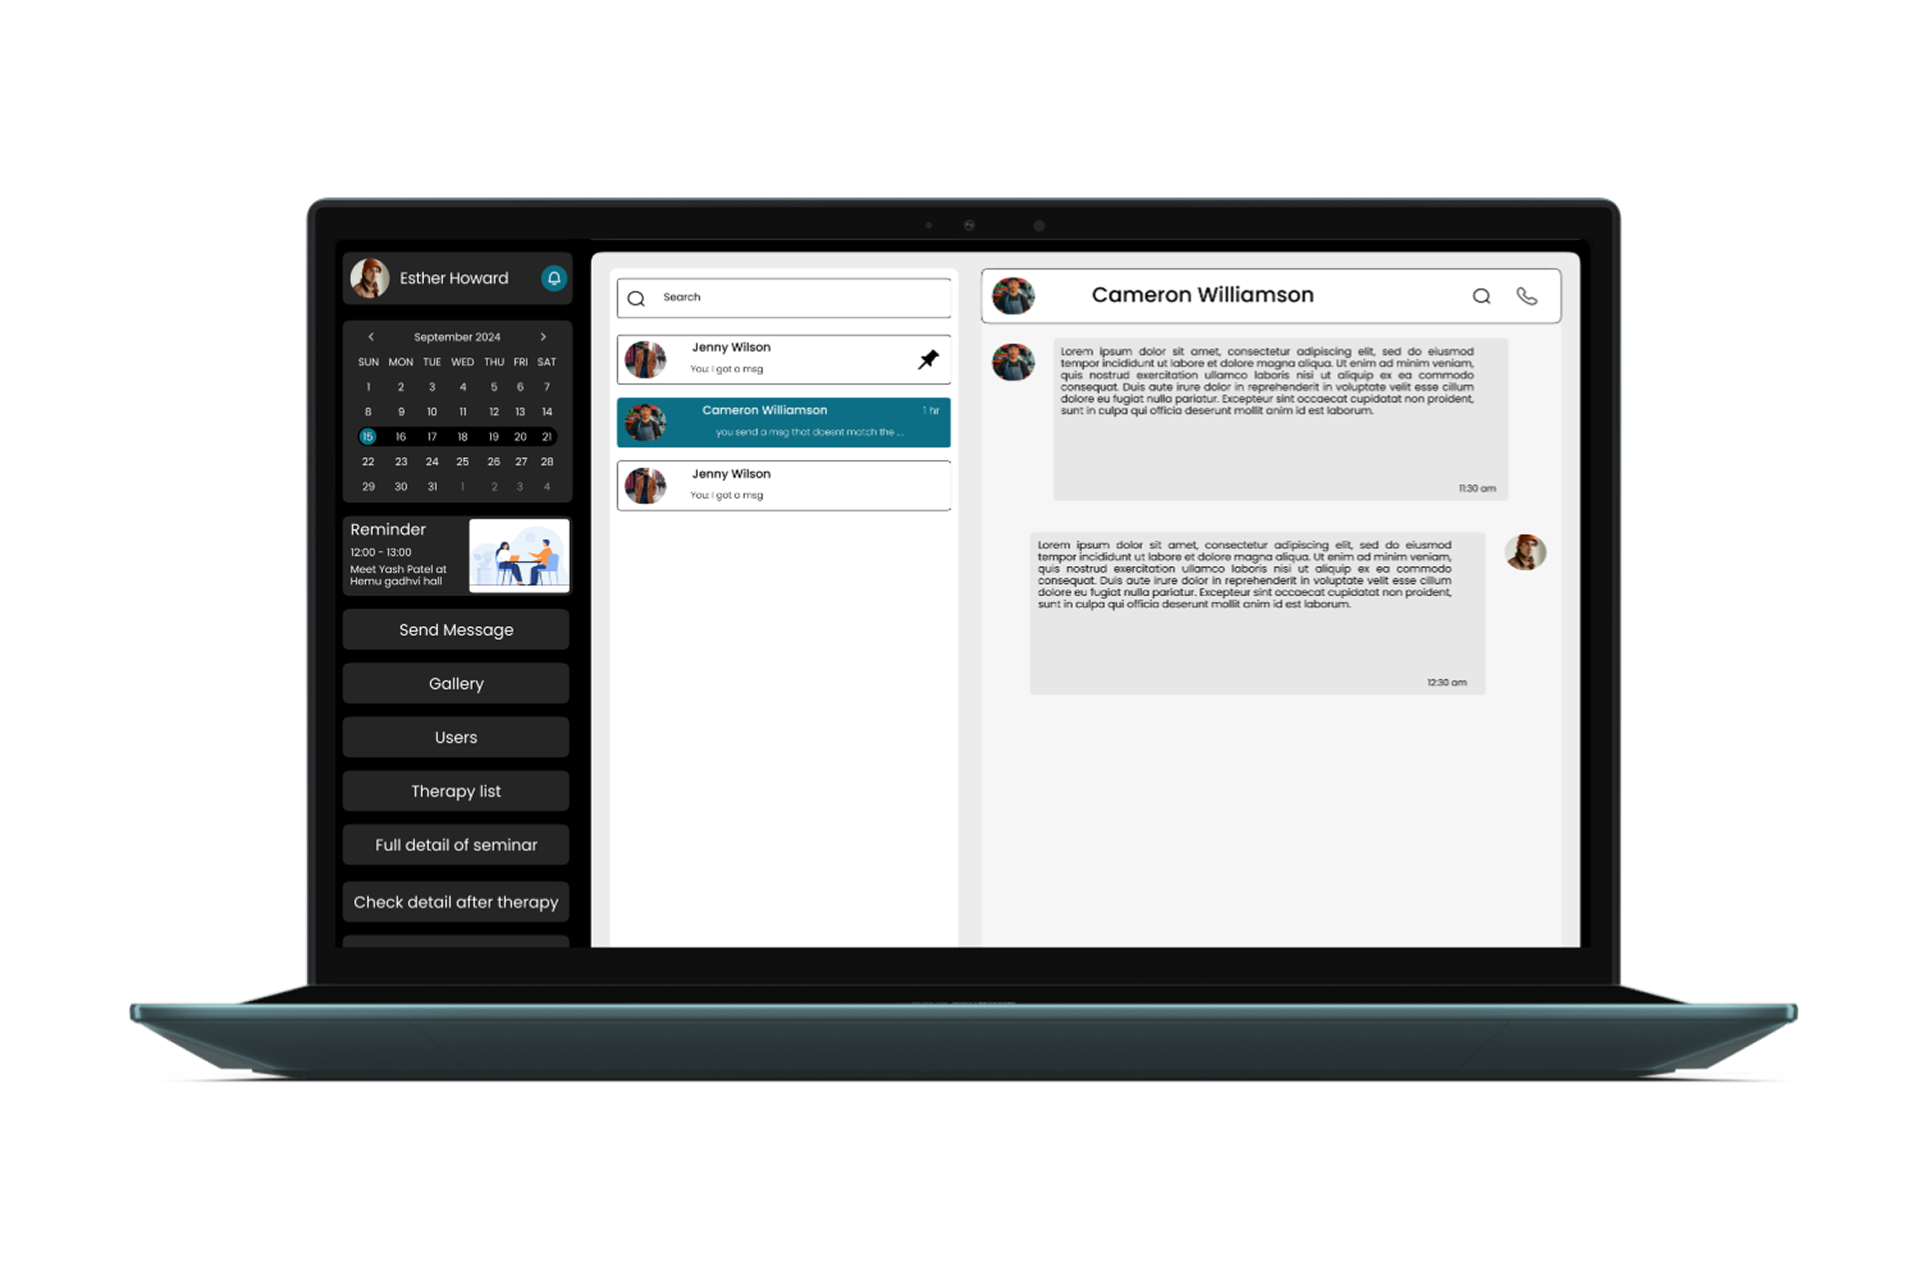 Esther Howard
September 2024
SUN MON TUE WED THU FRI SAT
1 2 3 4 5 6 7
8 9 10 11 12 13 14
15 16 17 18 19 20 21
22 23 24 25 26 27 28
29 30 31 1 2 3 4
Reminder
12:00 - 13:00
Meet Yash Patel at
Hemu gadhvi hall
Send Message
Gallery
Users
Therapy list
Full detail of seminar
Check detail after therapy
Search
Jenny Wilson
You: I got a msg
Cameron Williamson 1 hr
you send a msg that doesnt match the ...
Jenny Wilson
You: I got a msg
Cameron Williamson
Lorem ipsum dolor sit amet, consectetur adipiscing elit, sed do eiusmod
tempor incididunt ut labore et dolore magna aliqua. Ut enim ad minim veniam,
quis nostrud exercitation ullamco laboris nisi ut aliquip ex ea commodo
consequat. Duis aute irure dolor in reprehenderit in voluptate velit esse cillum
dolore eu fugiat nulla pariatur. Excepteur sint occaecat cupidatat non proident,
sunt in culpa qui officia deserunt mollit anim id est laborum.
11:30 am
Lorem ipsum dolor sit amet, consectetur adipiscing elit, sed do eiusmod
tempor incididunt ut labore et dolore magna aliqua. Ut enim ad minim veniam,
quis nostrud exercitation ullamco laboris nisi ut aliquip ex ea commodo
consequat. Duis aute irure dolor in reprehenderit in voluptate velit esse cillum
dolore eu fugiat nulla pariatur. Excepteur sint occaecat cupidatat non proident,
sunt in culpa qui officia deserunt mollit anim id est laborum.
12:30 am